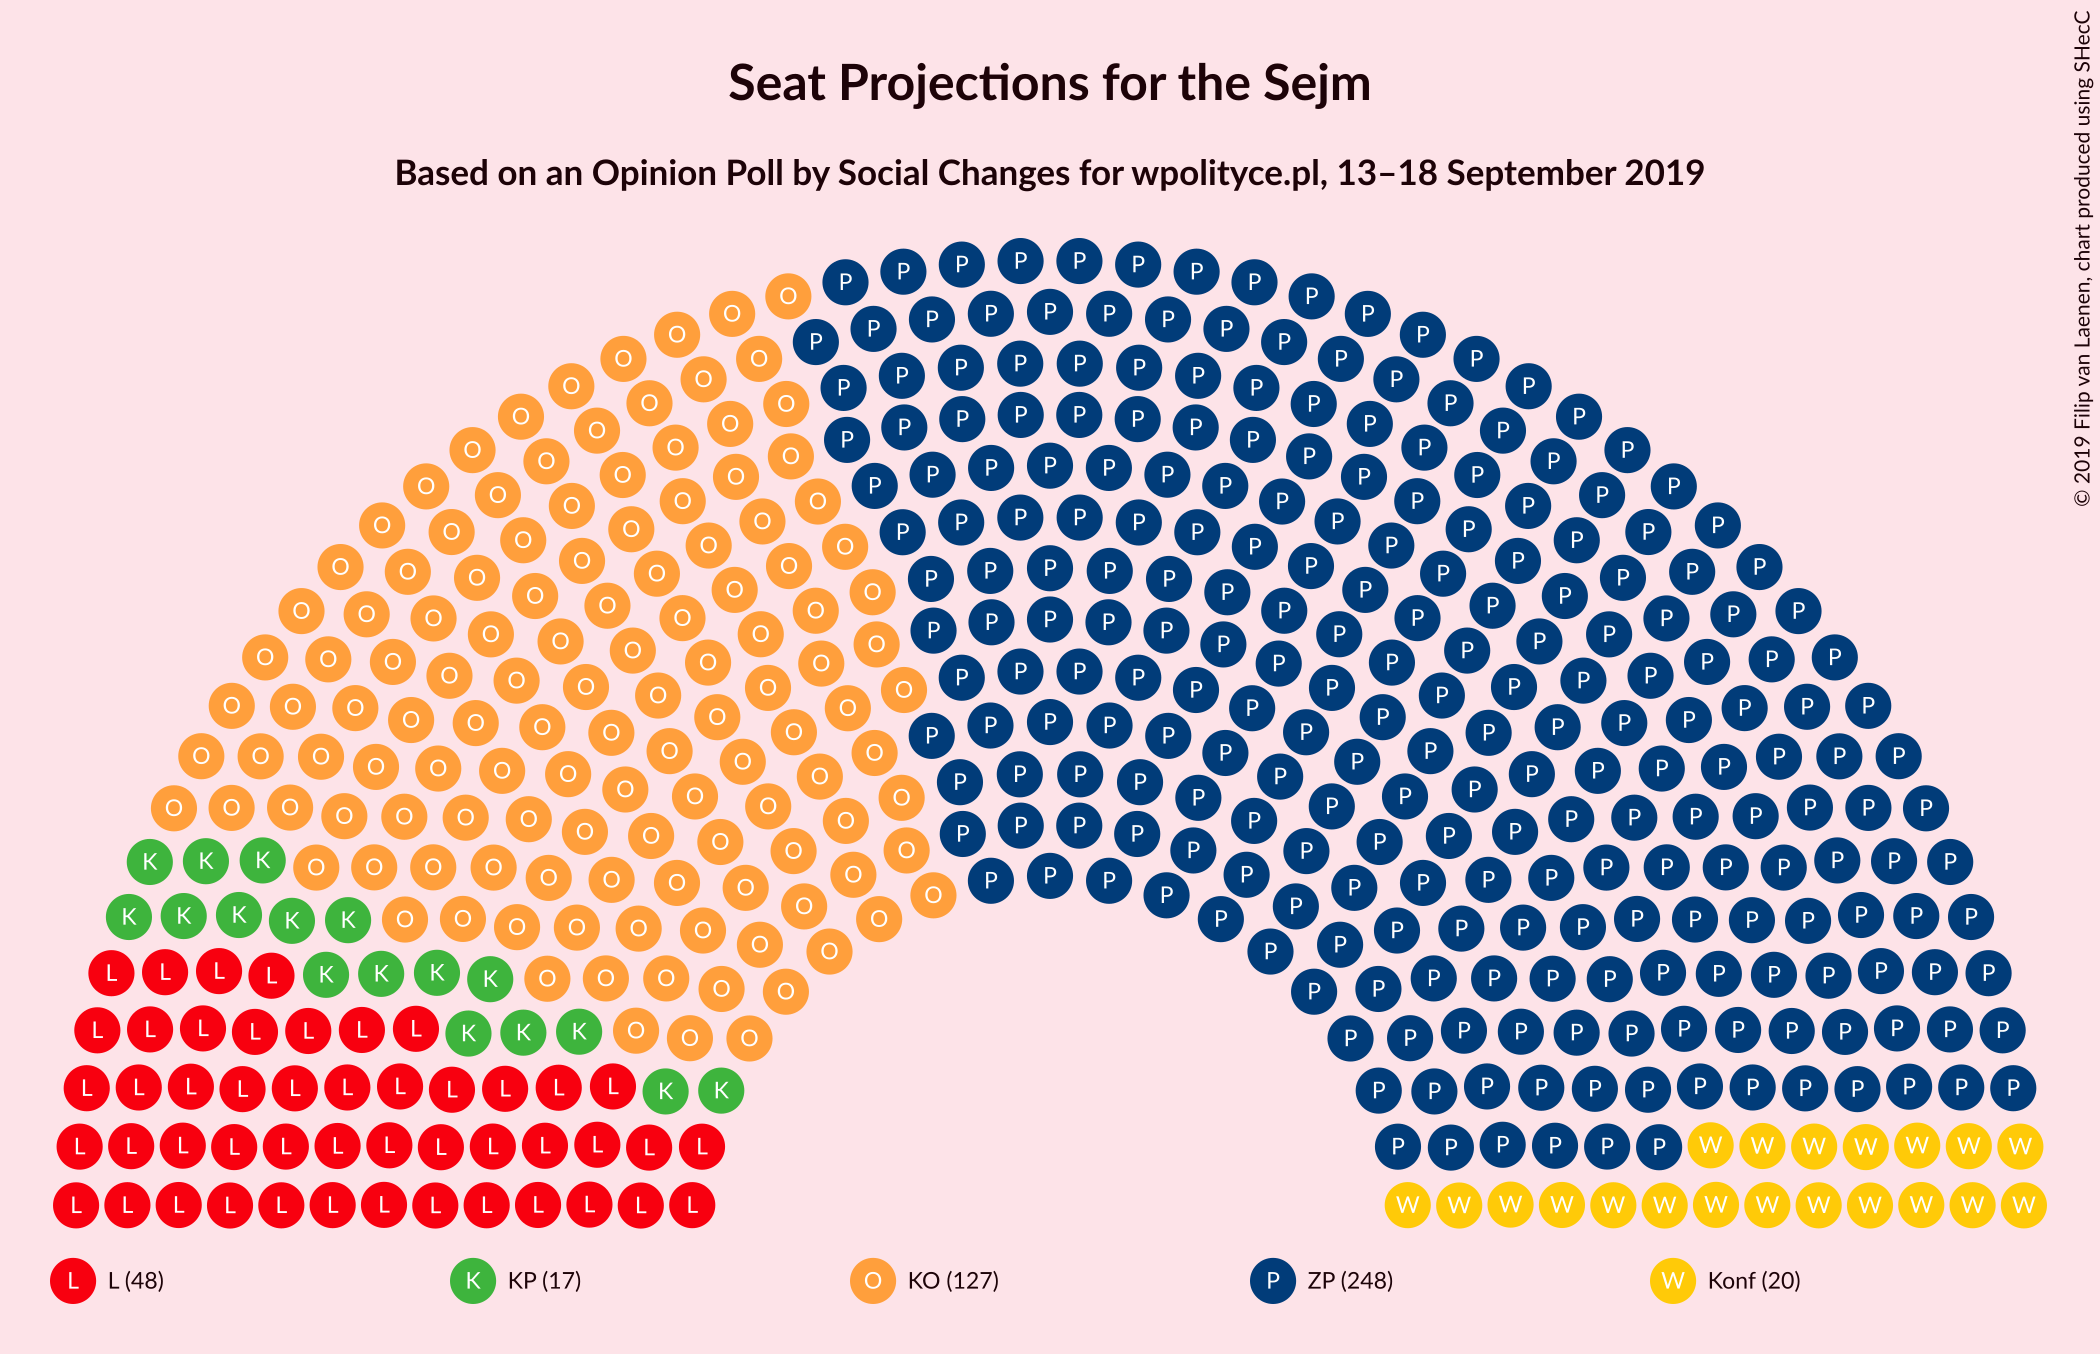 Seat Projections for the Sejm
Based on an Opinion Poll by Social Changes for wpolityce.pl, 13–18 September 2019
© 2019 Filip van Laenen, chart produced using SHecC
L L (48)
K KP (17)
O KO (127)
P ZP (248)
W Konf (20)